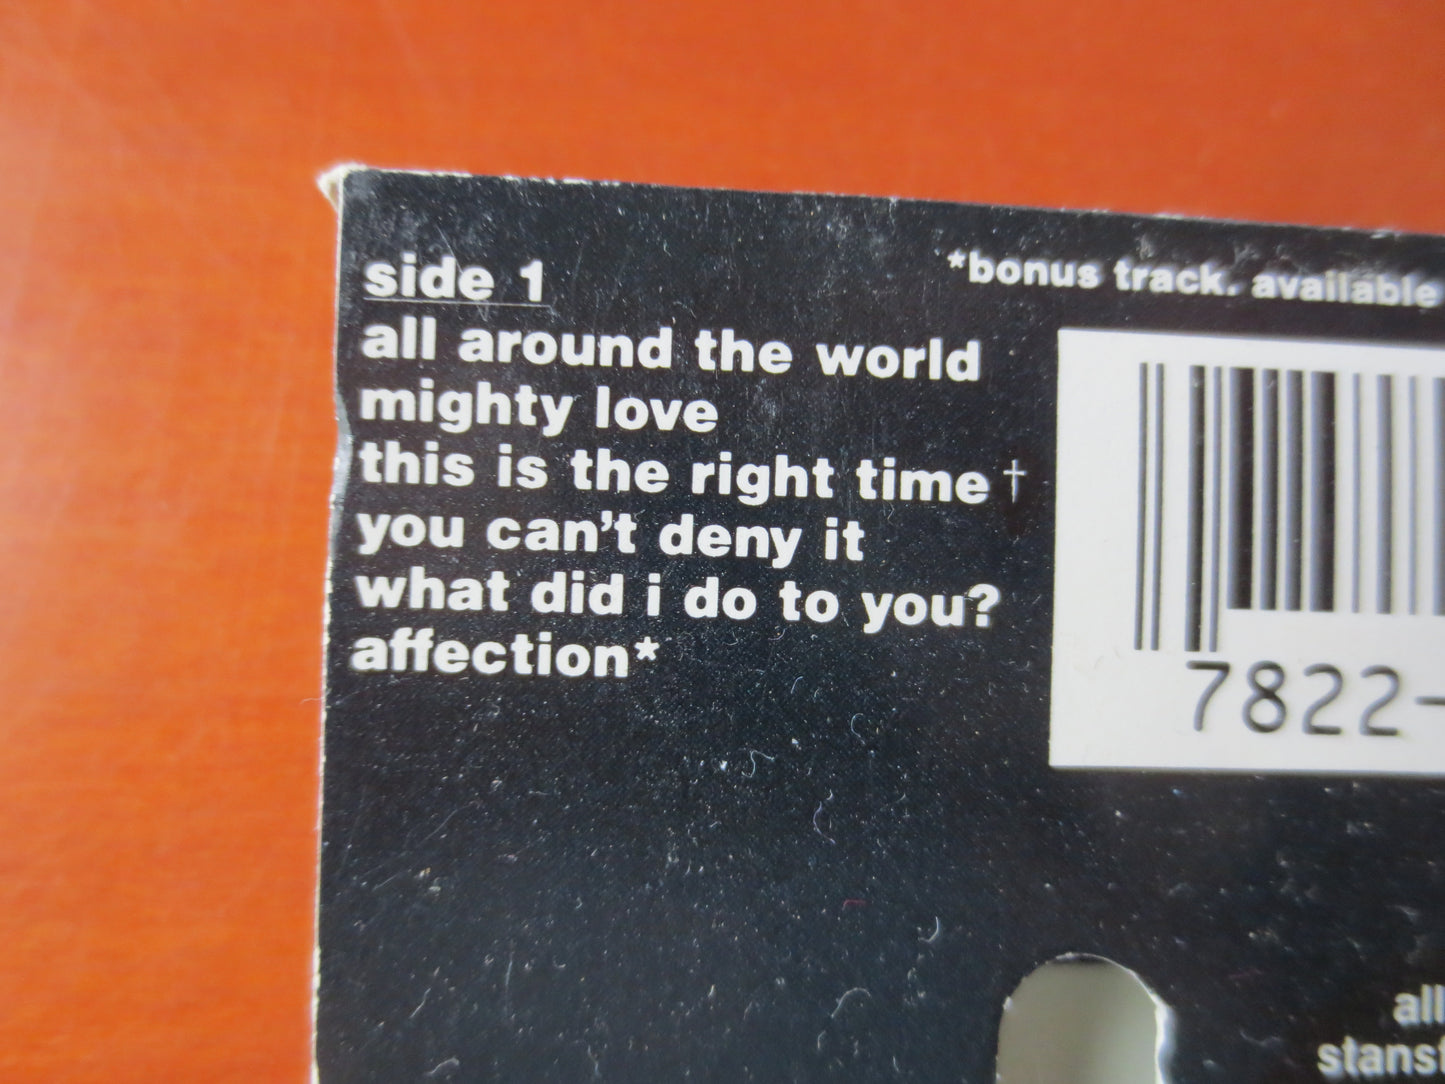 side 1
all around the world
mighty love
this is the right time †
you can't deny it
what did i do to you?
affection*
*bonus track. available
7822-
all